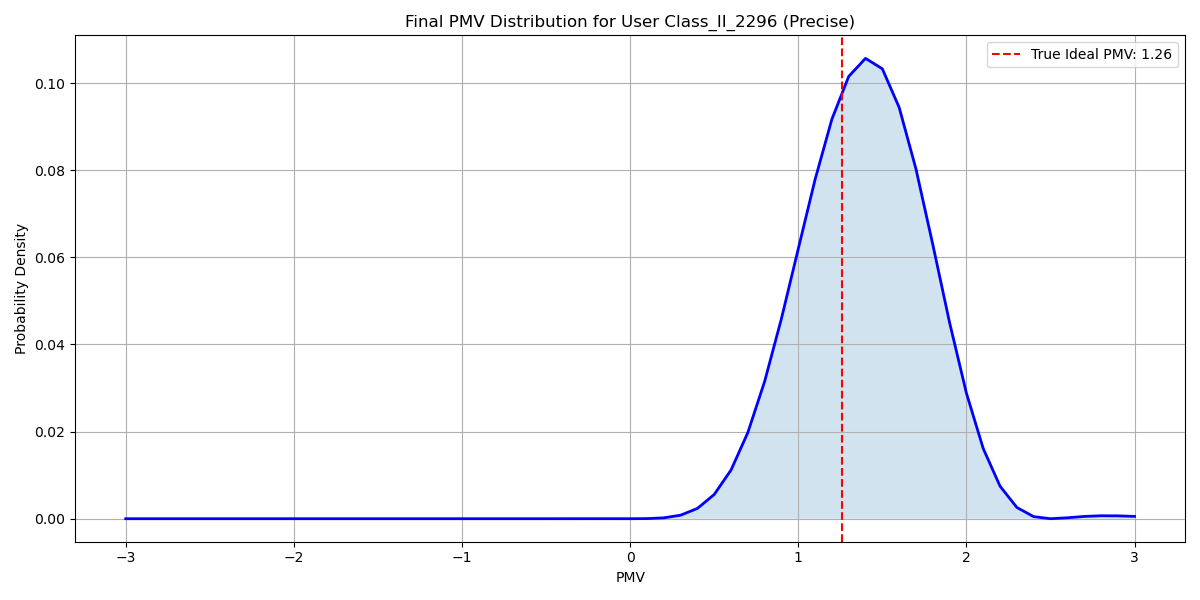 Final PMV Distribution for User Class_II_2296 (Precise)
True Ideal PMV: 1.26
Probability Density
0.10
0.08
0.06
0.04
0.02
0.00
−3 −2 −1 0 1 2 3
PMV